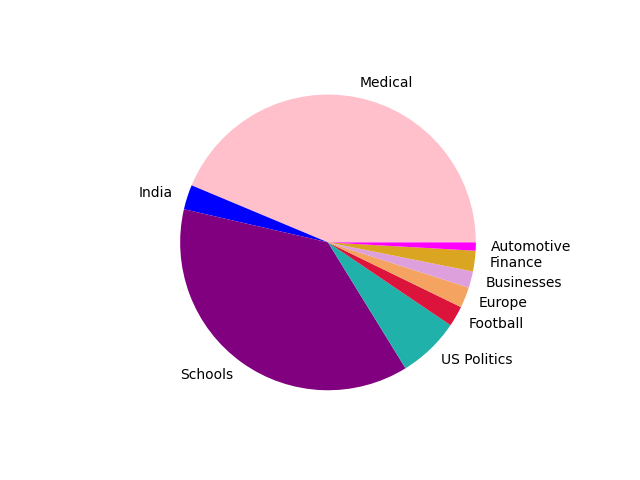 Medical
India
Automotive
Finance
Businesses
Europe
Football
US Politics
Schools